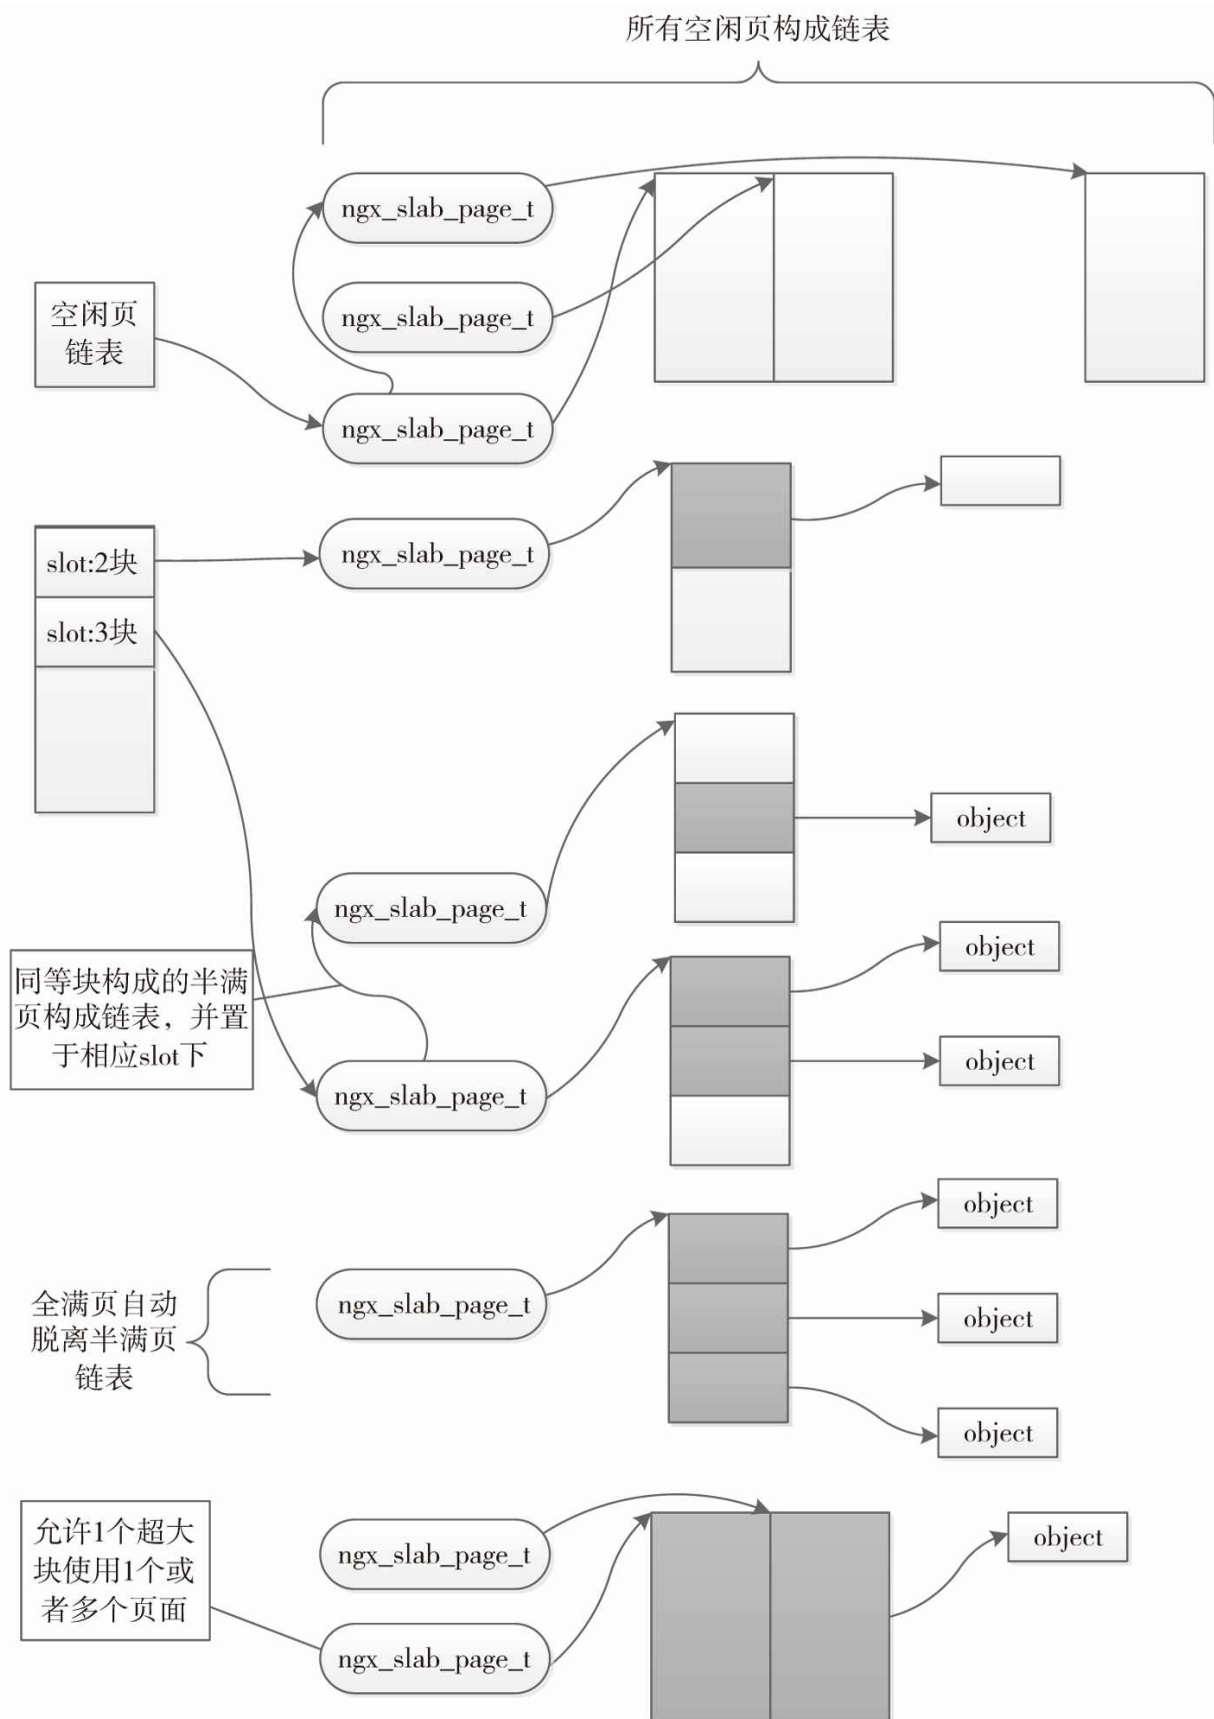 所有空闲页构成链表
ngx_slab_page_t
ngx_slab_page_t
空闲页
链表
ngx_slab_page_t
ngx_slab_page_t
slot:2块
slot:3块
object
ngx_slab_page_t
object
同等块构成的半满
页构成链表，并置
于相应slot下
object
ngx_slab_page_t
object
ngx_slab_page_t
全满页自动
脱离半满页
链表
object
object
允许1个超大
块使用1个或
者多个页面
ngx_slab_page_t
object
ngx_slab_page_t